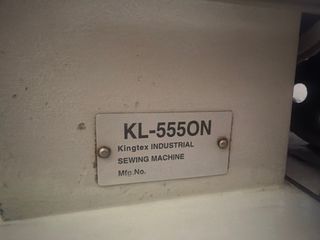 KL-555ON
Kingtex INDUSTRIAL
SEWING MACHINE
Mfg.No.